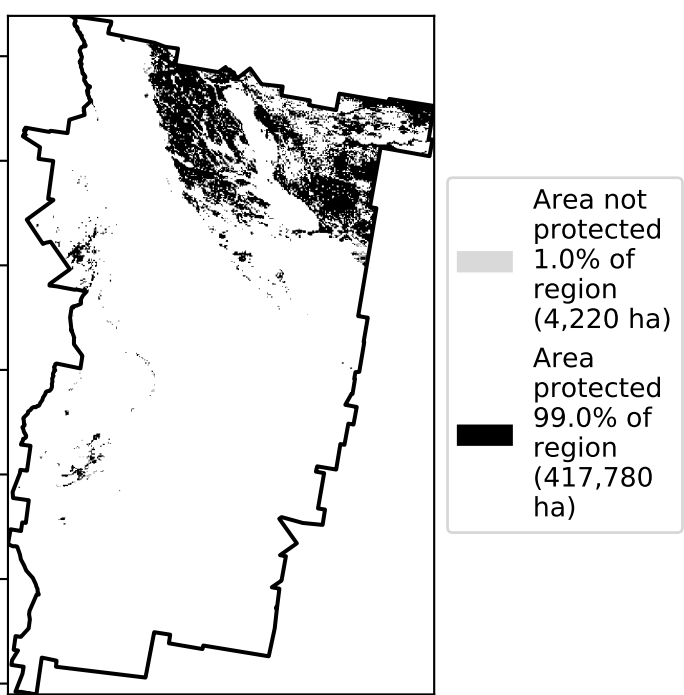 Area not
protected
1.0% of
region
(4,220 ha)
Area
protected
99.0% of
region
(417,780
ha)